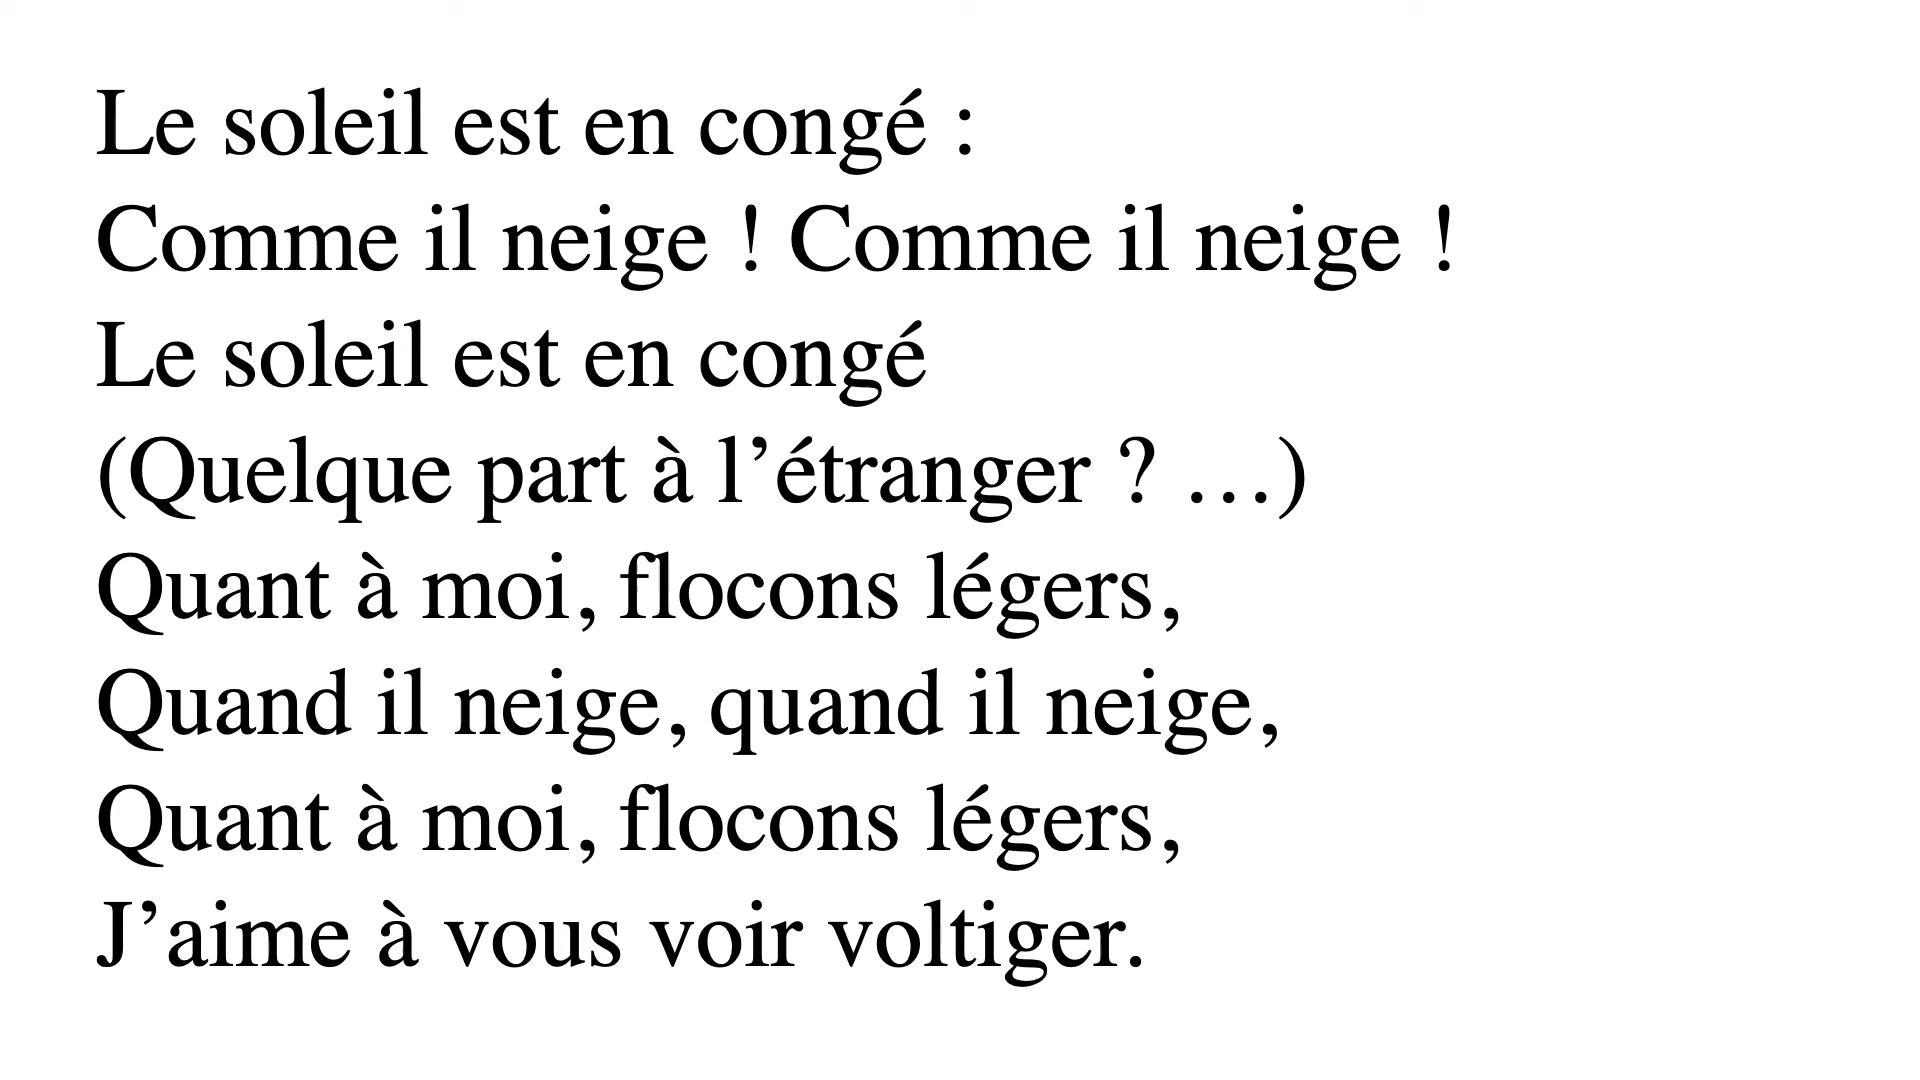 Le soleil est en congé :
Comme il neige ! Comme il neige !
Le soleil est en congé
(Quelque part à l’étranger ? …)
Quant à moi, flocons légers,
Quand il neige, quand il neige,
Quant à moi, flocons légers,
J’aime à vous voir voltiger.